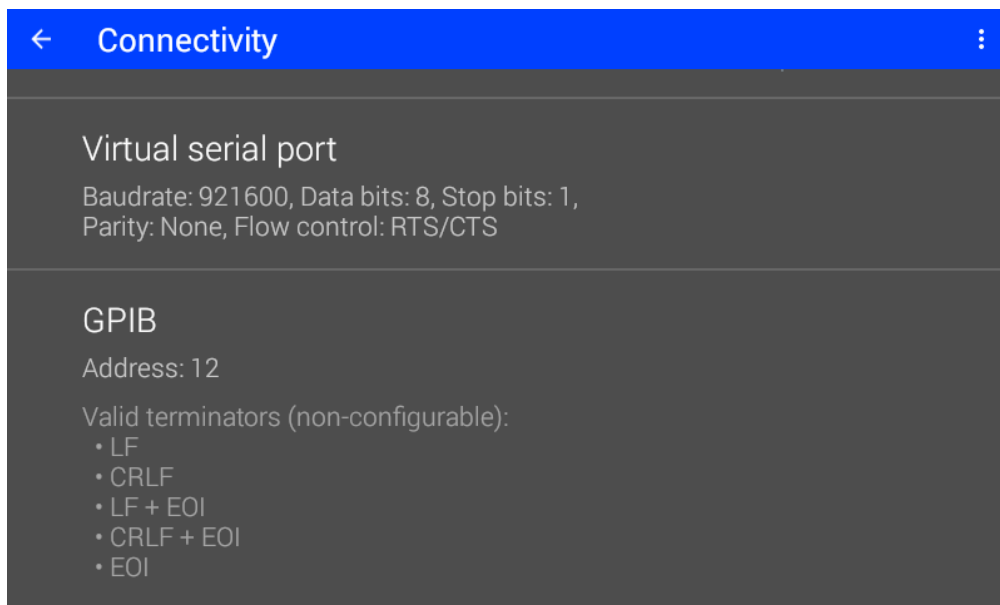 Connectivity
Virtual serial port
Baudrate: 921600, Data bits: 8, Stop bits: 1,
Parity: None, Flow control: RTS/CTS
GPIB
Address: 12
Valid terminators (non-configurable):
• LF
• CRLF
• LF + EOI
• CRLF + EOI
• EOI